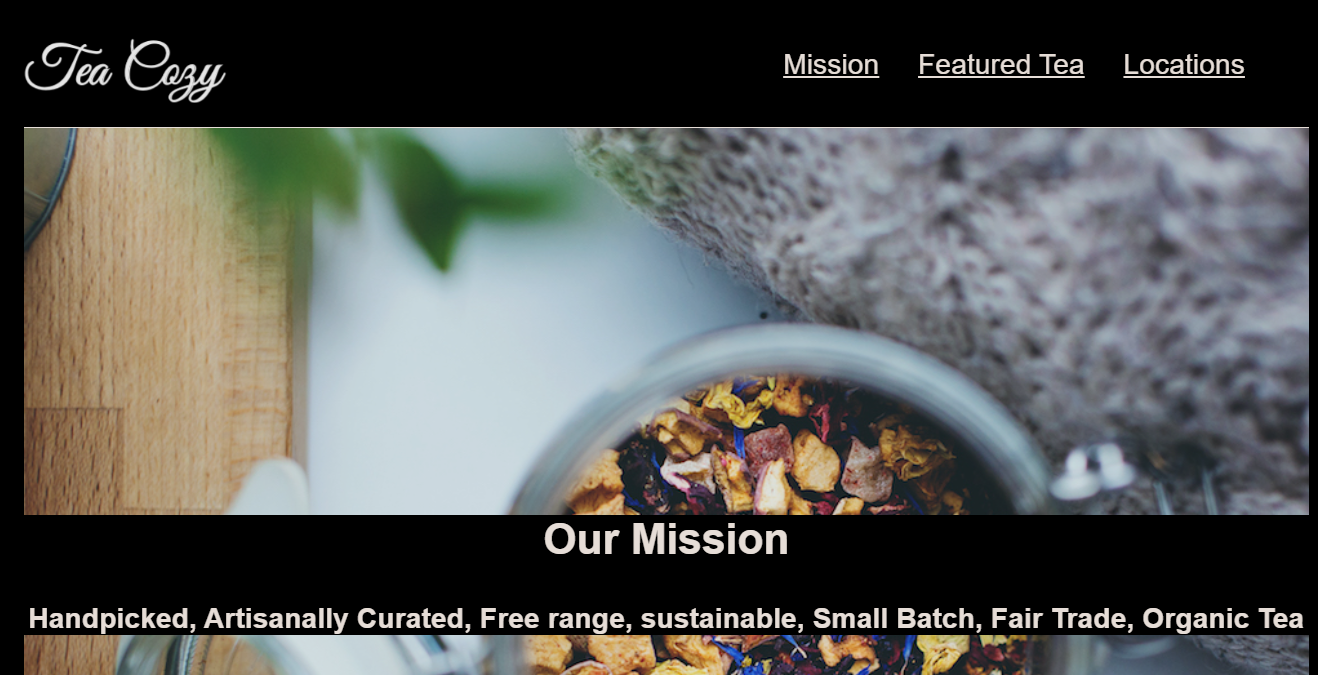 Tea Cozy
Mission Featured Tea Locations
Our Mission
Handpicked, Artisanally Curated, Free range, sustainable, Small Batch, Fair Trade, Organic Tea